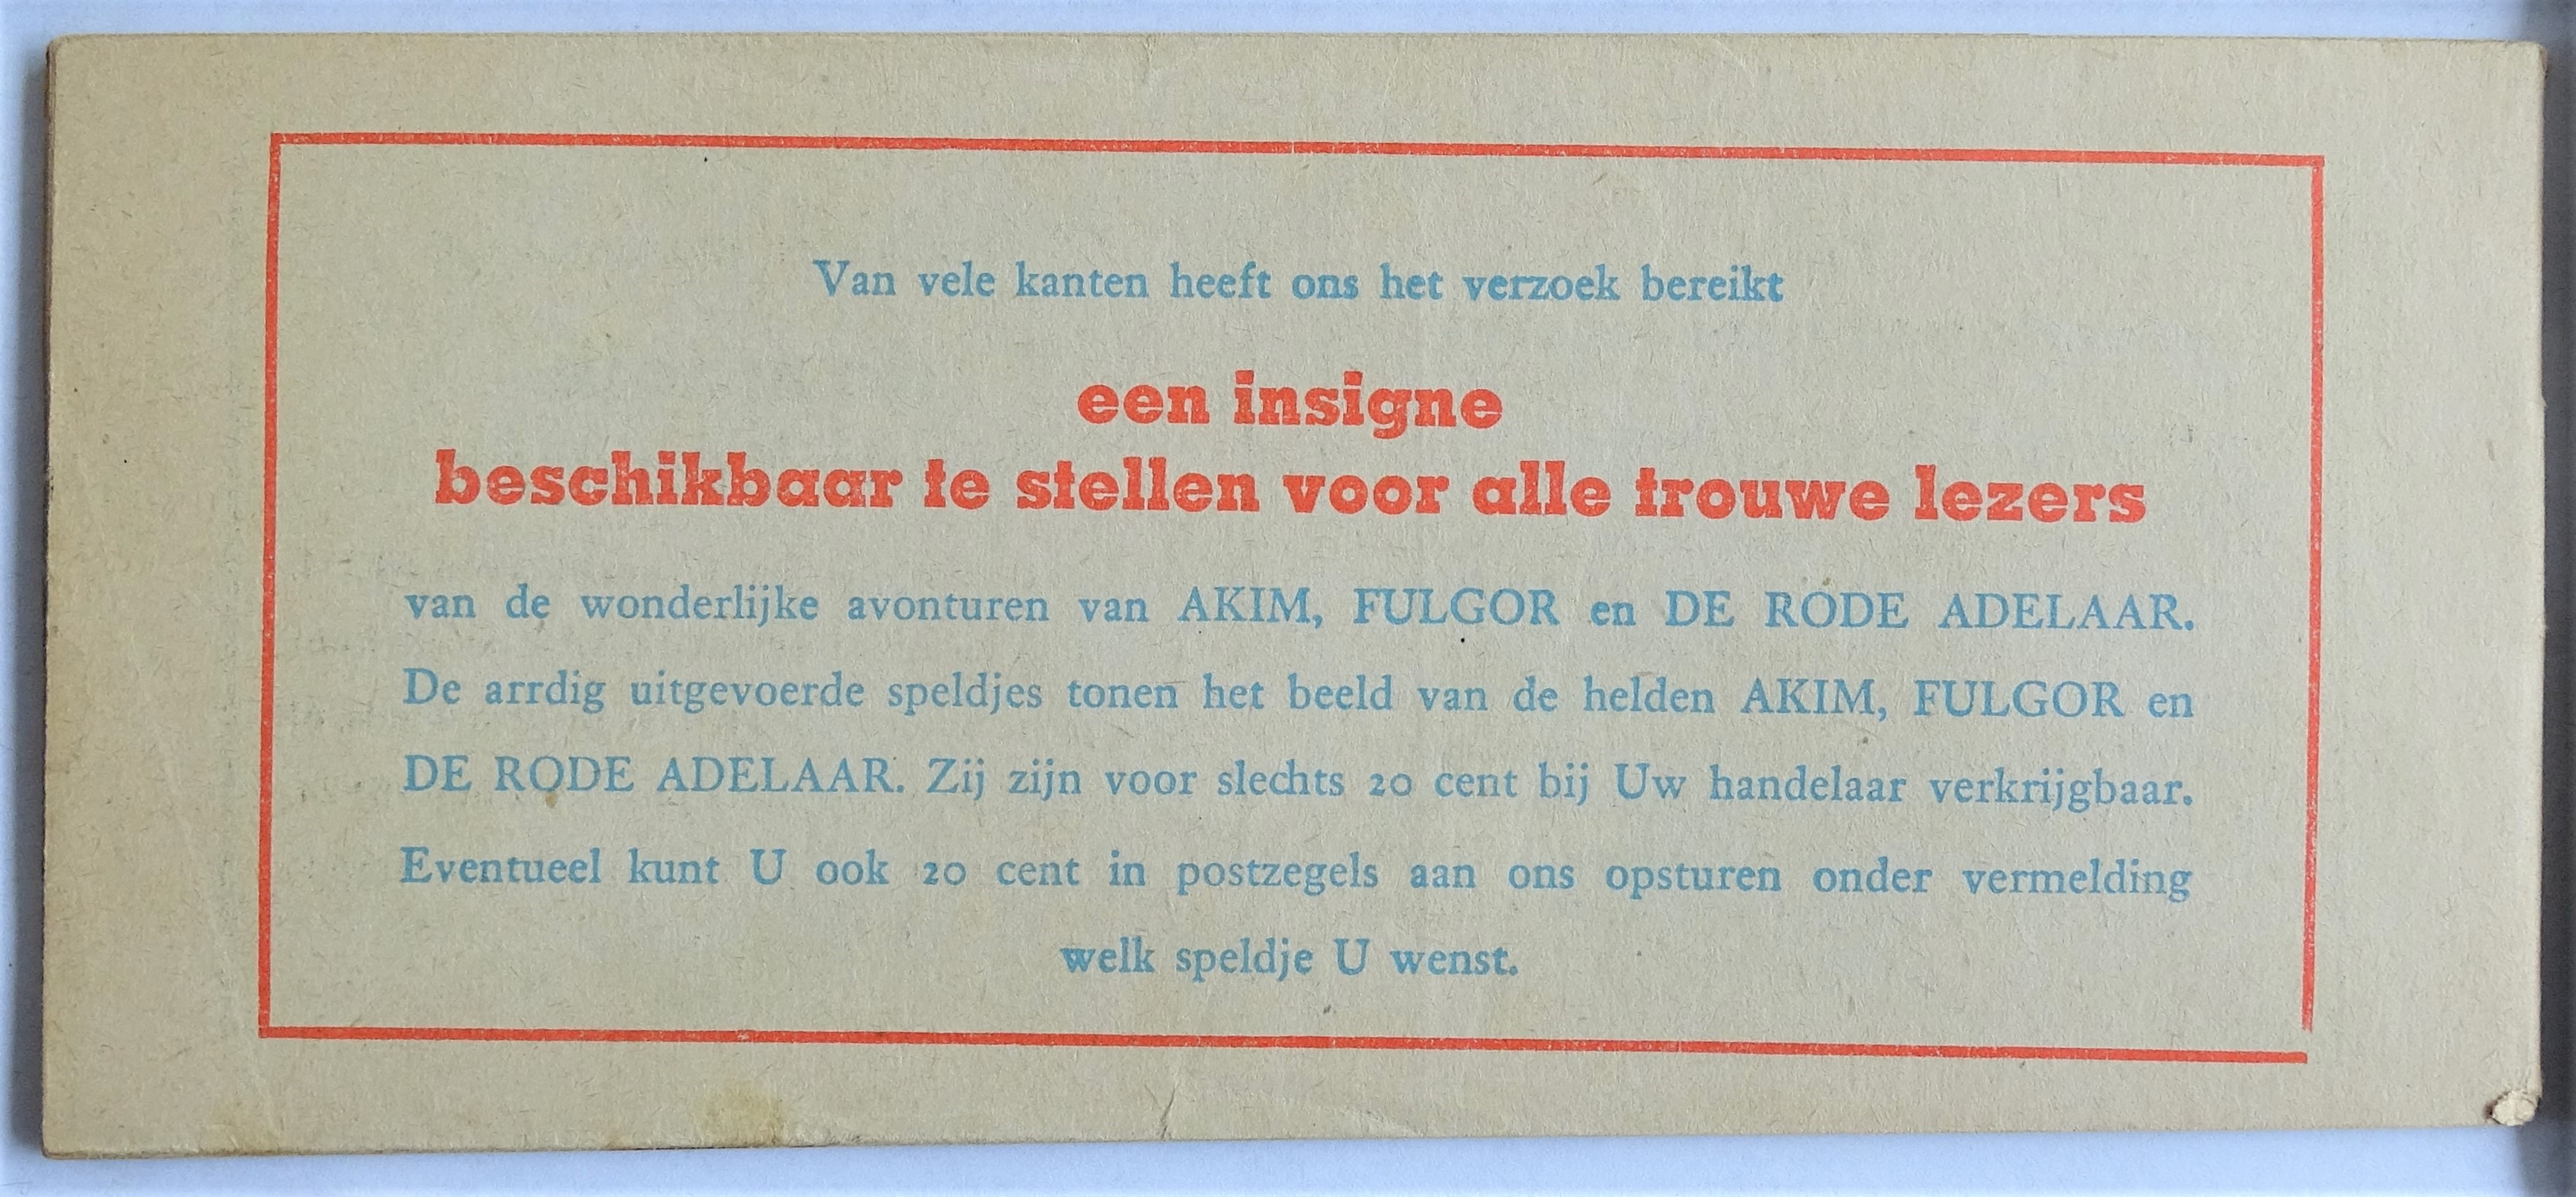 Van vele kanten heeft ons het verzoek bereikt
een insigne
beschikbaar te stellen voor alle trouwe lezers
van de wonderlijke avonturen van AKIM, FULGOR en DE RODE ADELAAR.
De arrdig uitgevoerde speldjes tonen het beeld van de helden AKIM, FULGOR en
DE RODE ADELAAR. Zij zijn voor slechts 20 cent bij Uw handelaar verkrijgbaar.
Eventueel kunt U ook 20 cent in postzegels aan ons opsturen onder vermelding
welk speldje U wenst.